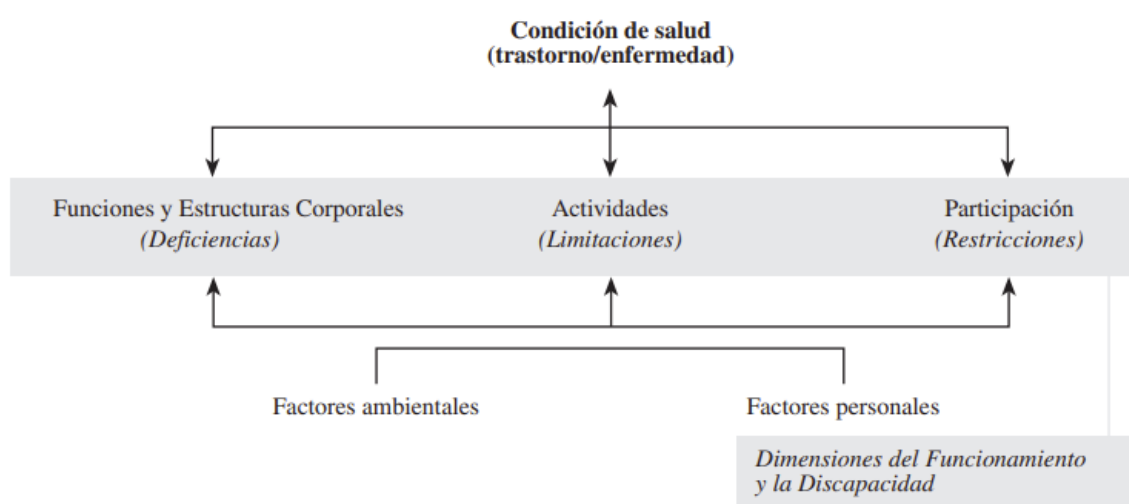 Condición de salud
(trastorno/enfermedad)
Funciones y Estructuras Corporales
(Deficiencias)
Actividades
(Limitaciones)
Participación
(Restricciones)
Factores ambientales
Factores personales
Dimensiones del Funcionamiento
y la Discapacidad